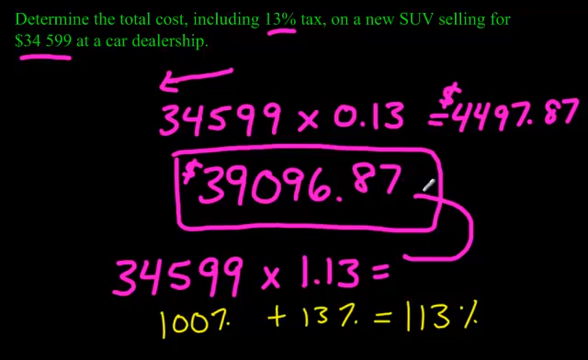 Determine the total cost, including 13% tax, on a new SUV selling for
$34 599 at a car dealership.
34599 x 0.13 = $4497.87
$39096.87
34599 x 1.13 =
100% + 13% = 113%